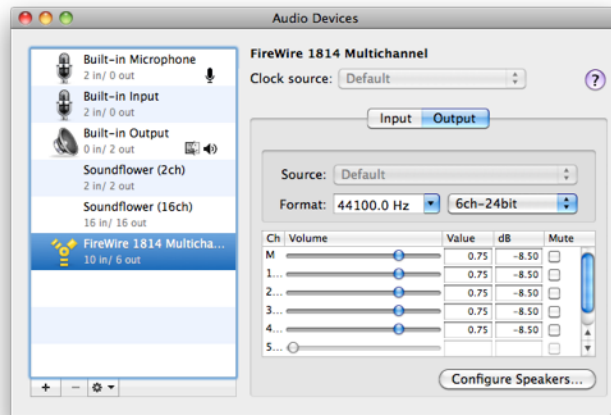 Audio Devices
Built-in Microphone
2 in/ 0 out
Built-in Input
2 in/ 0 out
Built-in Output
0 in/ 2 out
Soundflower (2ch)
2 in/ 2 out
Soundflower (16ch)
16 in/ 16 out
FireWire 1814 Multicha...
10 in/ 6 out
FireWire 1814 Multichannel
Clock source: Default
?
Input Output
Source: Default
Format: 44100.0 Hz 6ch-24bit
Ch Volume Value dB Mute
M 0.75 -8.50
1... 0.75 -8.50
2... 0.75 -8.50
3... 0.75 -8.50
4... 0.75 -8.50
5...
Configure Speakers...